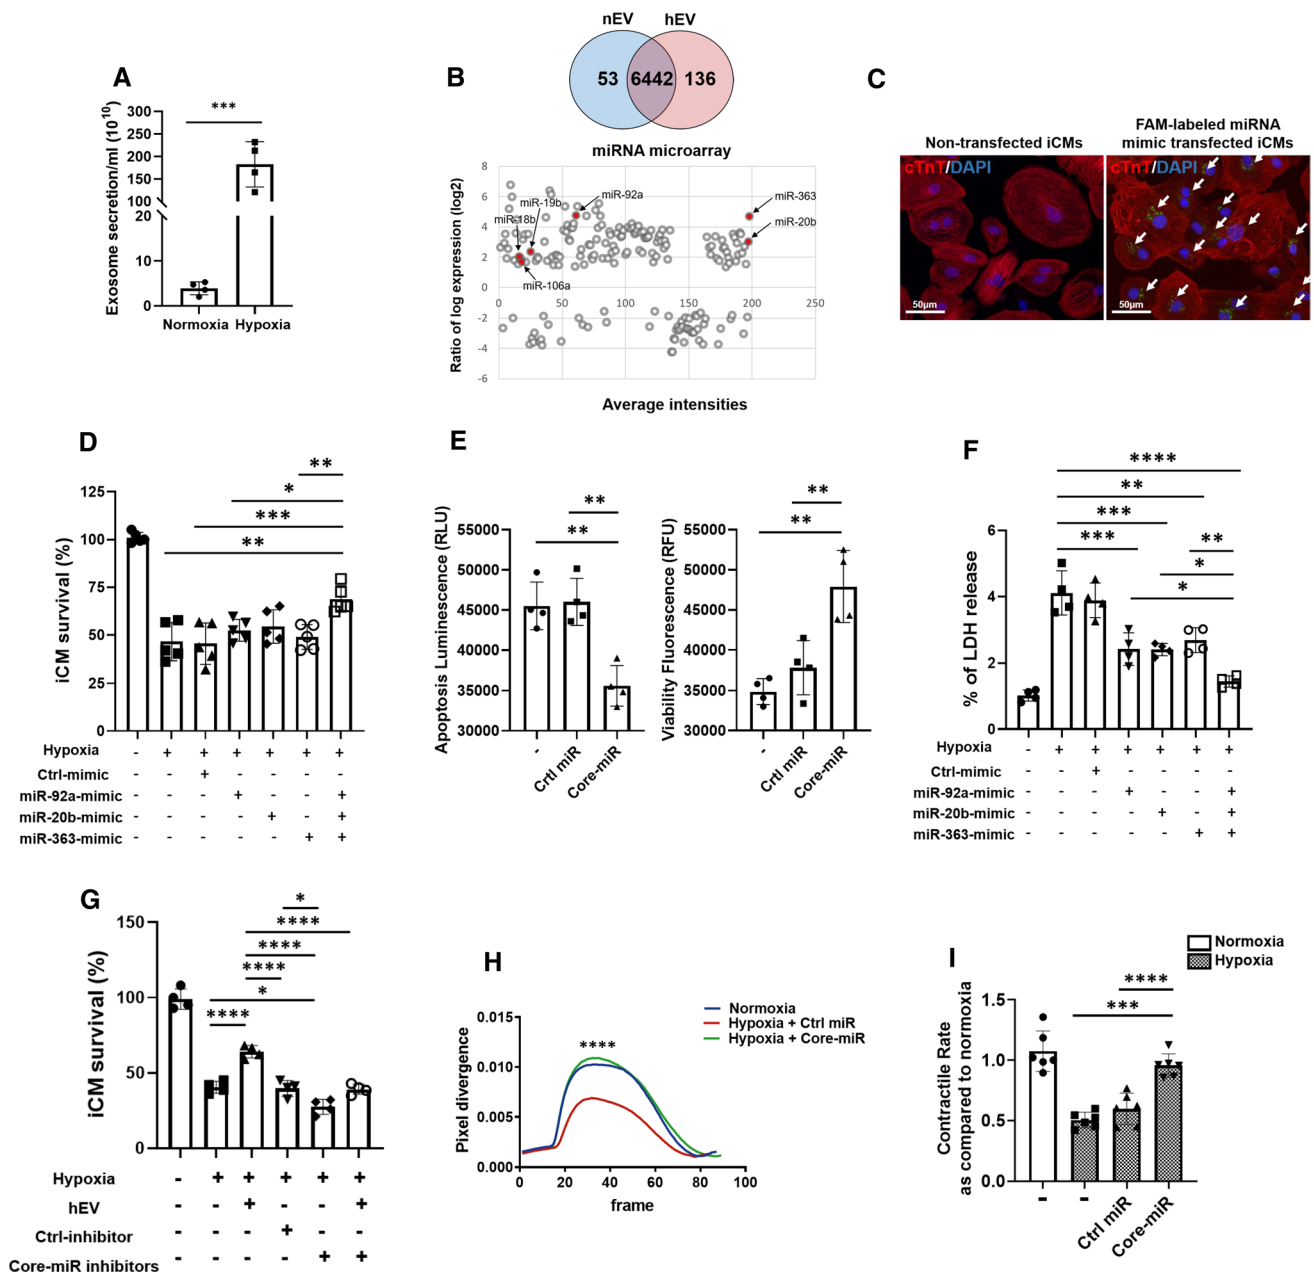 A
***
Exosome secretion/ml (10¹⁰)
300
250
200
150
100
20
10
0
Normoxia Hypoxia
B
nEV hEV
53 6442 136
miRNA microarray
Ratio of log expression (log2)
8
6
4
2
0
-2
-4
-6
miR-92a
miR-19b
miR-18b
miR-106a
miR-363
miR-20b
0 50 100 150 200 250
Average intensities
C
Non-transfected iCMs
FAM-labeled miRNA
mimic transfected iCMs
cTnT/DAPI
cTnT/DAPI
50µm
50µm
D
**
*
***
**
iCM survival (%)
125
100
75
50
25
0
Hypoxia - + + + + + +
Ctrl-mimic - - + - - - -
miR-92a-mimic - - - + - - +
miR-20b-mimic - - - - + - +
miR-363-mimic - - - - - + +
E
**
**
Apoptosis Luminescence (RLU)
55000
50000
45000
40000
35000
30000
- Crtl miR Core-miR
**
**
Viability Fluorescence (RFU)
55000
50000
45000
40000
35000
30000
- Crtl miR Core-miR
F
****
**
***
***
**
*
*
% of LDH release
6
4
2
0
Hypoxia - + + + + + +
Ctrl-mimic - - + - - - -
miR-92a-mimic - - - + - - +
miR-20b-mimic - - - - + - +
miR-363-mimic - - - - - + +
G
*
****
****
****
*
****
iCM survival (%)
150
100
50
0
Hypoxia - + + + + +
hEV - - + - - +
Ctrl-inhibitor - - - + - -
Core-miR inhibitors - - - - + +
H
Normoxia
Hypoxia + Ctrl miR
Hypoxia + Core-miR
****
Pixel divergence
0.015
0.010
0.005
0.000
0 20 40 60 80 100
frame
I
Normoxia
Hypoxia
****
***
Contractile Rate
as compared to normoxia
1.5
1.0
0.5
0.0
- - Ctrl miR Core-miR